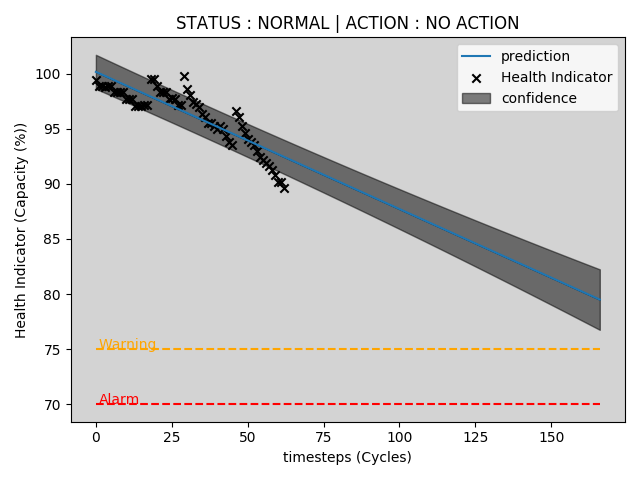 STATUS : NORMAL | ACTION : NO ACTION
prediction
Health Indicator
confidence
Health Indicator (Capacity (%))
100
95
90
85
80
75
70
Warning
Alarm
0
25
50
75
100
125
150
timesteps (Cycles)